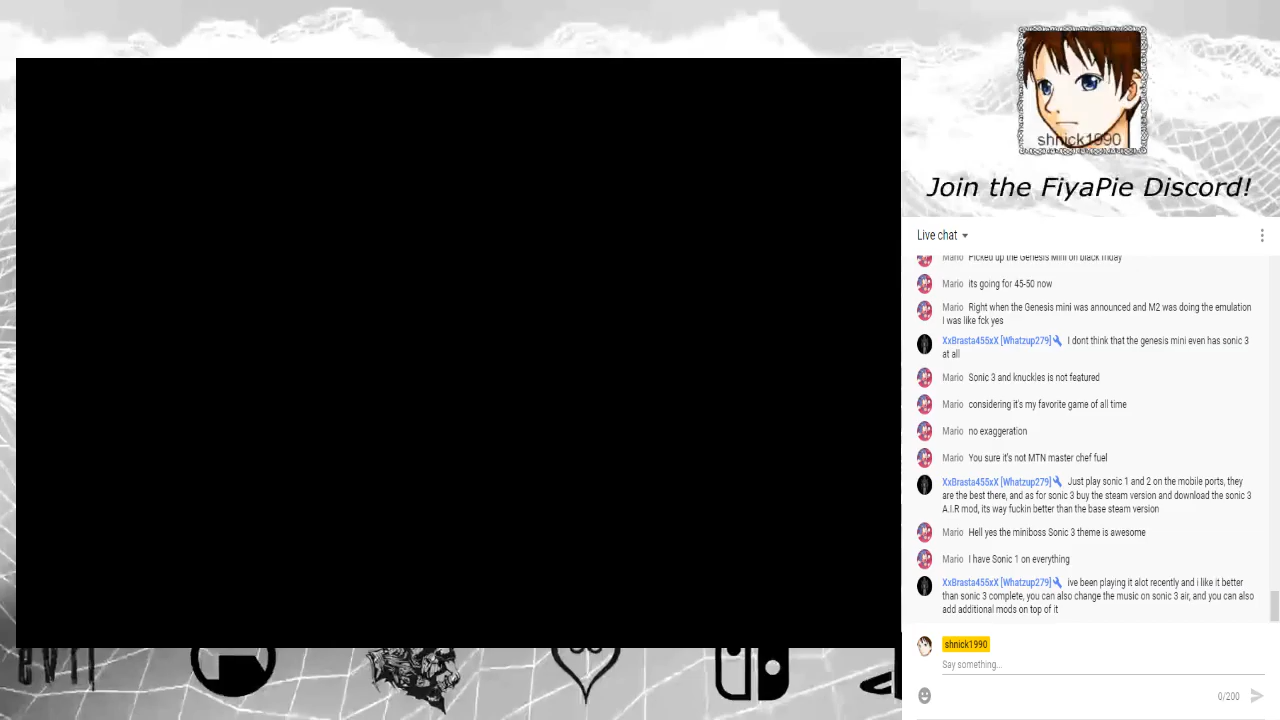 shnick1990
Join the FiyaPie Discord!
Live chat
Mario Picked up the Genesis Mini on black friday
Mario its going for 45-50 now
Mario Right when the Genesis mini was announced and M2 was doing the emulation
I was like fck yes
XxBrasta455xX [Whatzup279] I dont think that the genesis mini even has sonic 3
at all
Mario Sonic 3 and knuckles is not featured
Mario considering it's my favorite game of all time
Mario no exaggeration
Mario You sure it's not MTN master chef fuel
XxBrasta455xX [Whatzup279] Just play sonic 1 and 2 on the mobile ports, they
are the best there, and as for sonic 3 buy the steam version and download the sonic 3
A.I.R mod, its way fuckin better than the base steam version
Mario Hell yes the miniboss Sonic 3 theme is awesome
Mario I have Sonic 1 on everything
XxBrasta455xX [Whatzup279] ive been playing it alot recently and i like it better
than sonic 3 complete, you can also change the music on sonic 3 air, and you can also
add additional mods on top of it
shnick1990
Say something...
0/200
evil